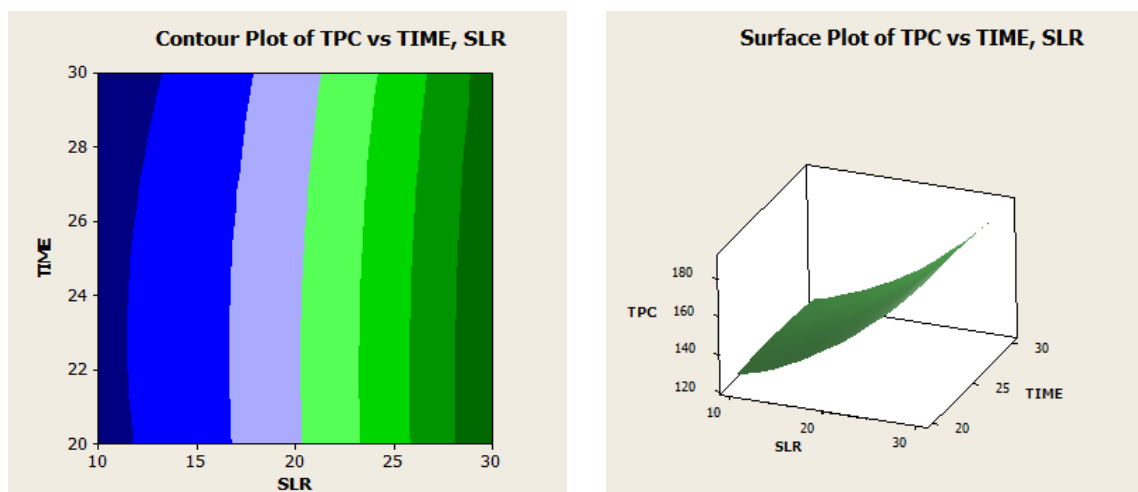 Contour Plot of TPC vs TIME, SLR
30
28
26
24
22
20
TIME
10 15 20 25 30
SLR
Surface Plot of TPC vs TIME, SLR
180
160
140
120
TPC
10 20 30
SLR
20 25 30
TIME